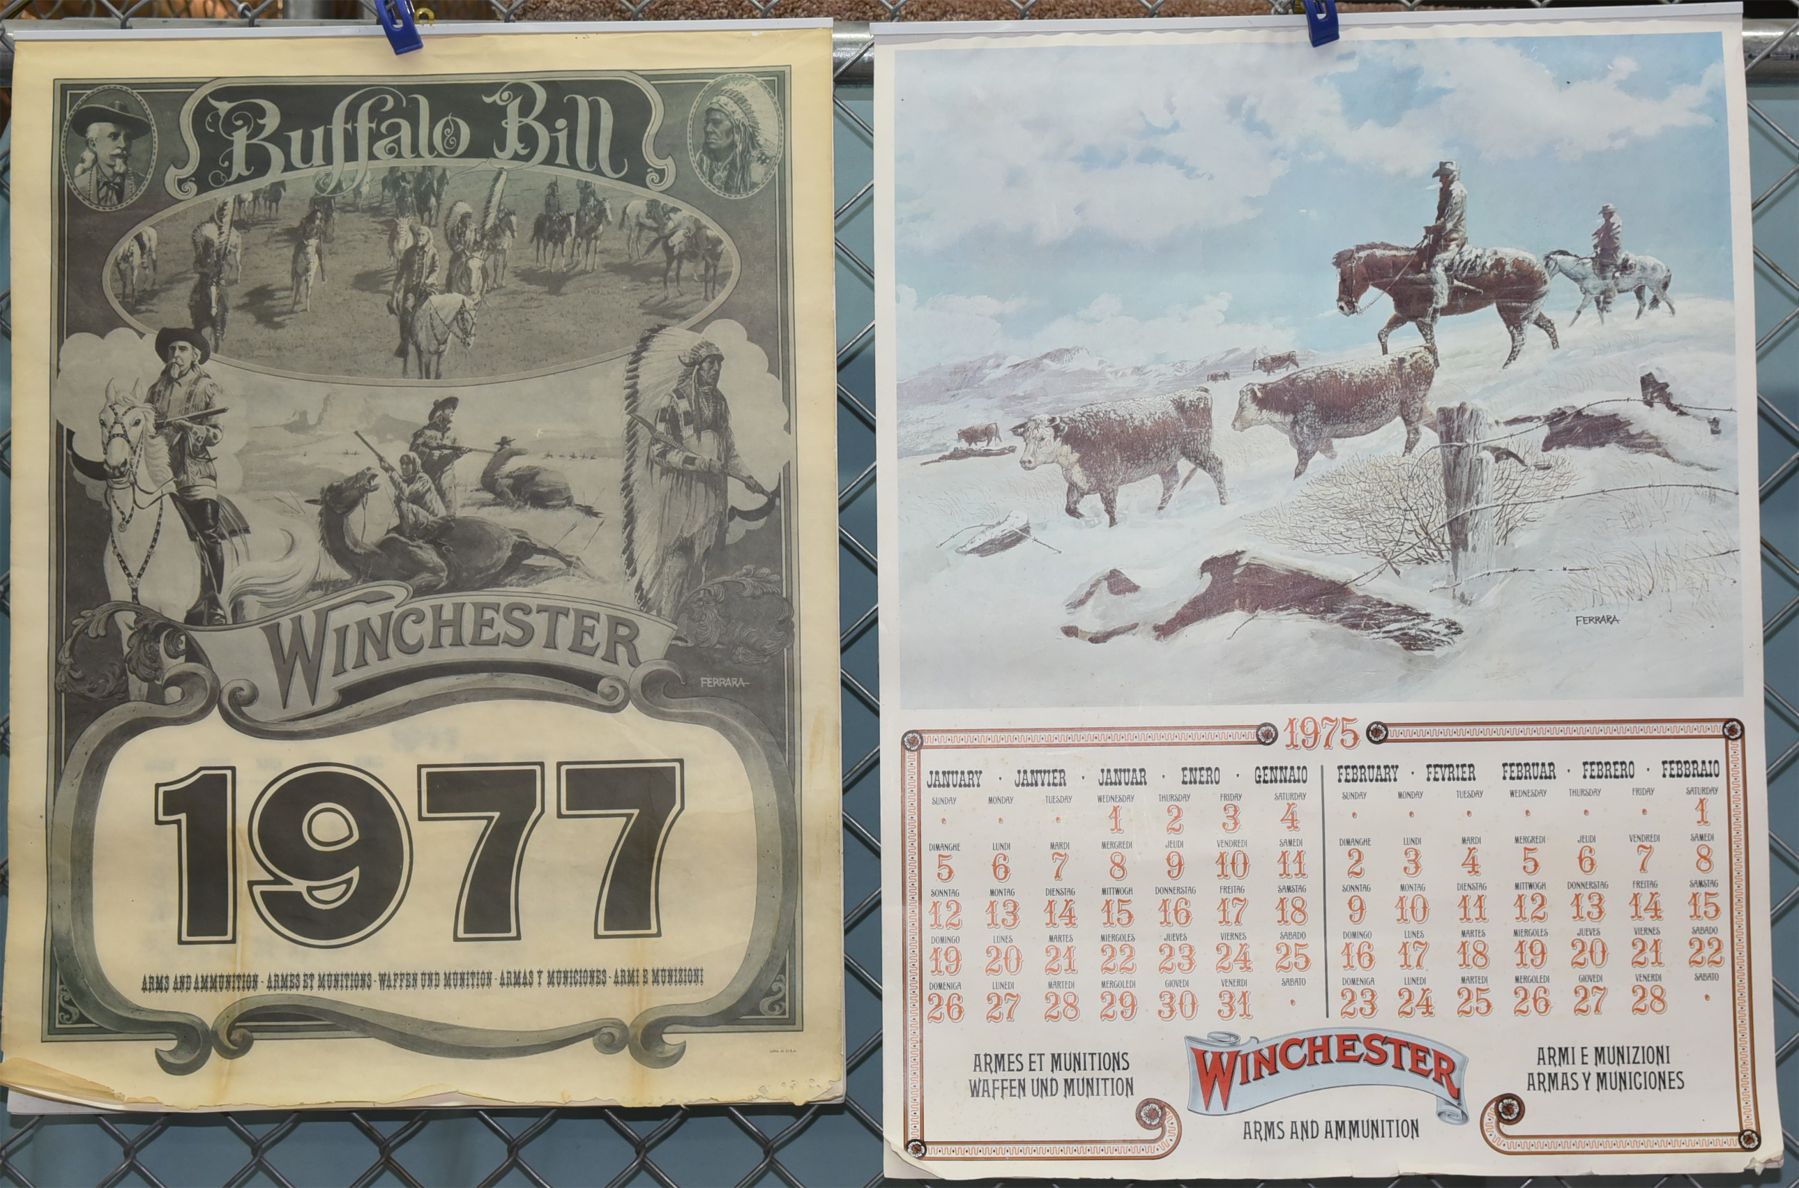 Buffalo Bill
WINCHESTER
FERRARA
1977
ARMS AND AMMUNITION · ARMES ET MUNITIONS · WAFFEN UND MUNITION · ARMAS Y MUNICIONES · ARMI E MUNIZIONI
FERRARA
1975
JANUARY · JANVIER · JANUAR · ENERO · GENNAIO
SUNDAY MONDAY TUESDAY WEDNESDAY THURSDAY FRIDAY SATURDAY
· · · 1 2 3 4
DIMANCHE LUNDI MARDI MERCREDI JEUDI VENDREDI SAMEDI
5 6 7 8 9 10 11
SONNTAG MONTAG DIENSTAG MITTWOCH DONNERSTAG FREITAG SAMSTAG
12 13 14 15 16 17 18
DOMINGO LUNES MARTES MIERCOLES JUEVES VIERNES SABADO
19 20 21 22 23 24 25
DOMENICA LUNEDI MARTEDI MERCOLEDI GIOVEDI VENERDI SABATO
26 27 28 29 30 31 ·
FEBRUARY · FEVRIER FEBRUAR · FEBRERO · FEBBRAIO
SUNDAY MONDAY TUESDAY WEDNESDAY THURSDAY FRIDAY SATURDAY
· · · · · · 1
DIMANCHE LUNDI MARDI MERCREDI JEUDI VENDREDI SAMEDI
2 3 4 5 6 7 8
SONNTAG MONTAG DIENSTAG MITTWOCH DONNERSTAG FREITAG SAMSTAG
9 10 11 12 13 14 15
DOMINGO LUNES MARTES MIERCOLES JUEVES VIERNES SABADO
16 17 18 19 20 21 22
DOMENICA LUNEDI MARTEDI MERCOLEDI GIOVEDI VENERDI SABATO
23 24 25 26 27 28 ·
ARMES ET MUNITIONS
WAFFEN UND MUNITION
WINCHESTER
ARMS AND AMMUNITION
ARMI E MUNIZIONI
ARMAS Y MUNICIONES